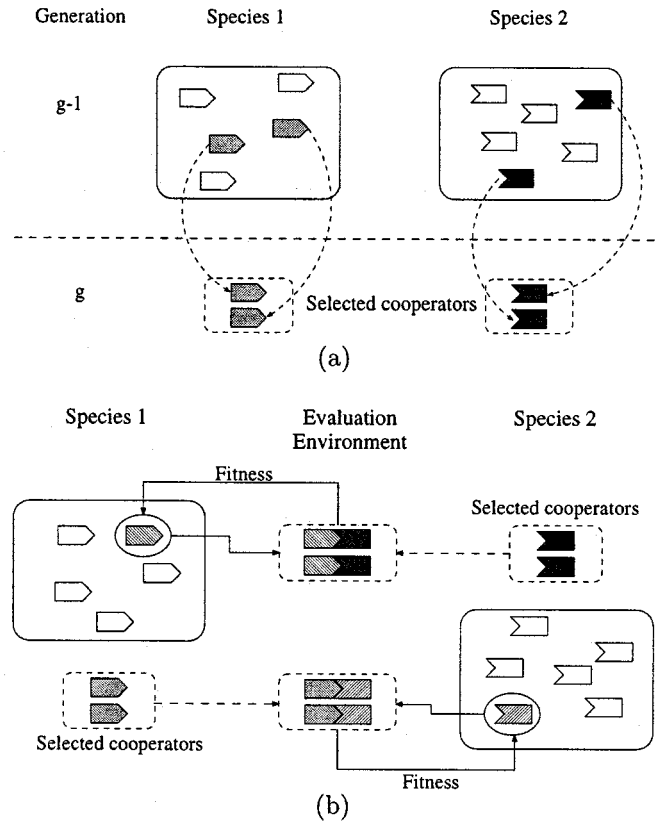 Generation
Species 1
Species 2
g-1
g
Selected cooperators
(a)
Species 1
Evaluation
Environment
Species 2
Fitness
Selected cooperators
Selected cooperators
Fitness
(b)